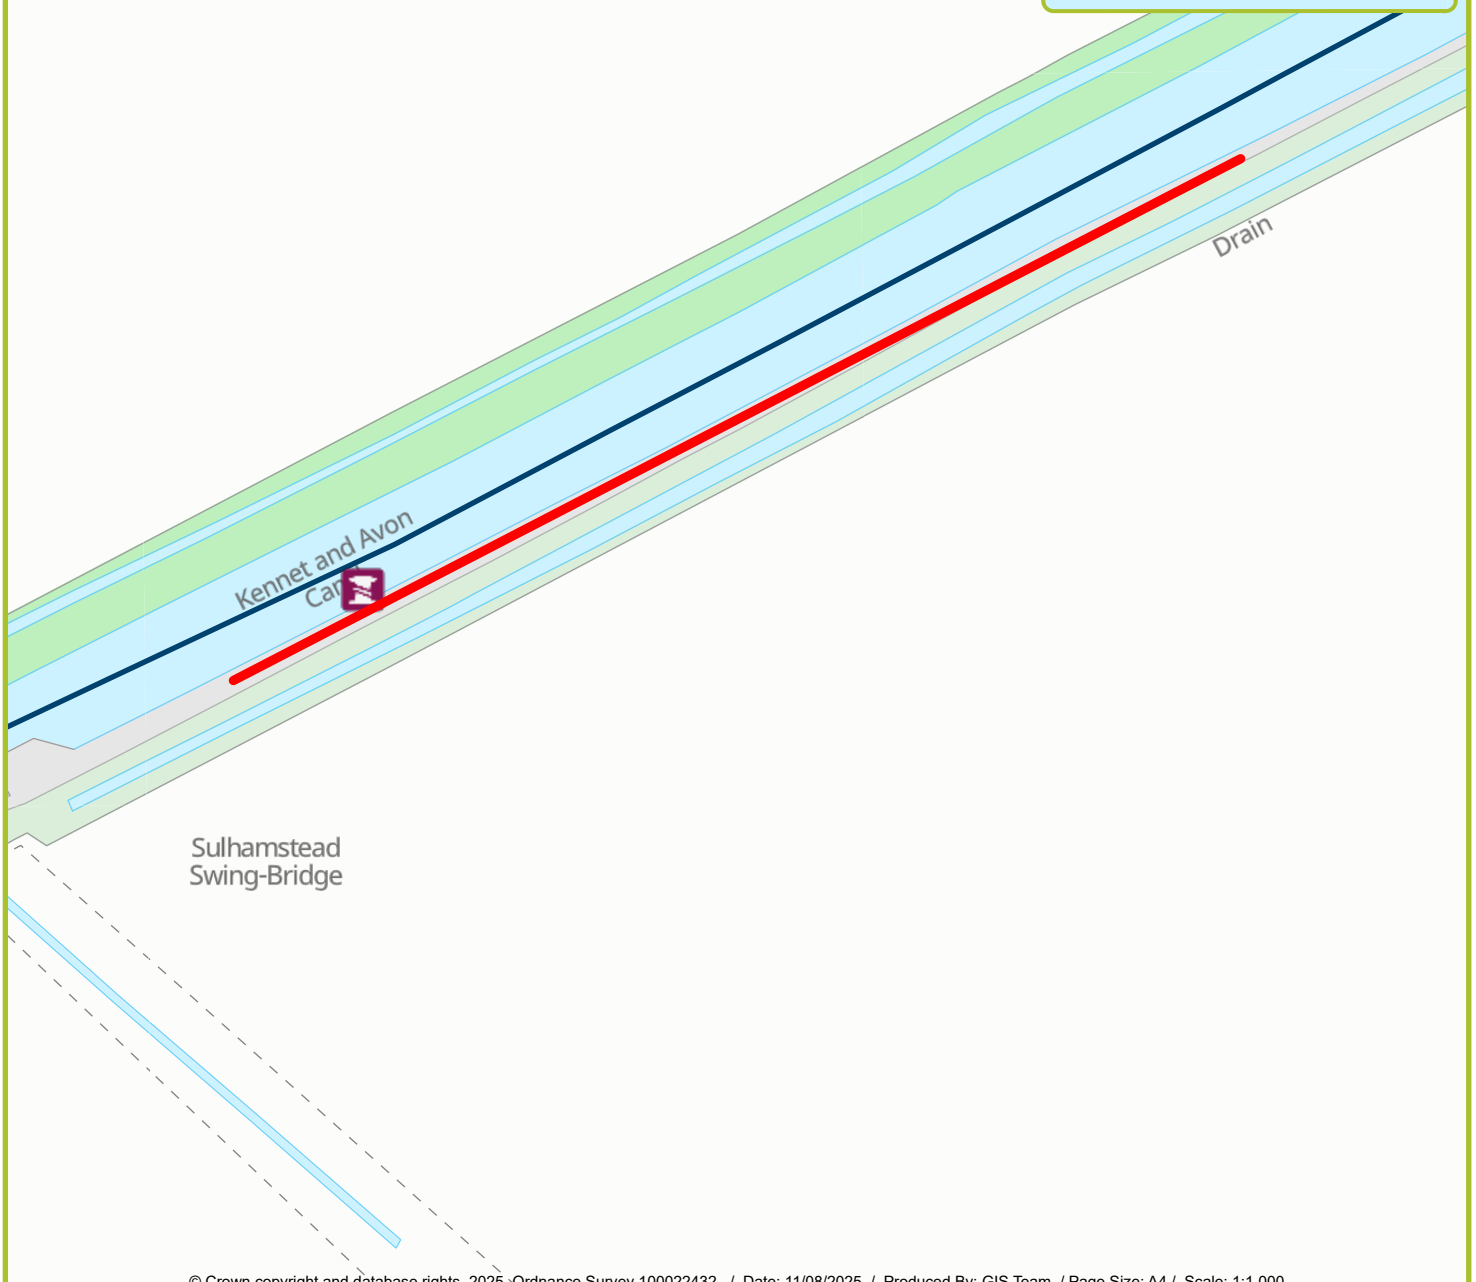 Drain
Kennet and Avon
Canal
Sulhamstead
Swing-Bridge
© Crown copyright and database rights, 2025, Ordnance Survey 100022432. / Date: 11/08/2025 / Produced By: GIS Team / Page Size: A4 / Scale: 1:1,000